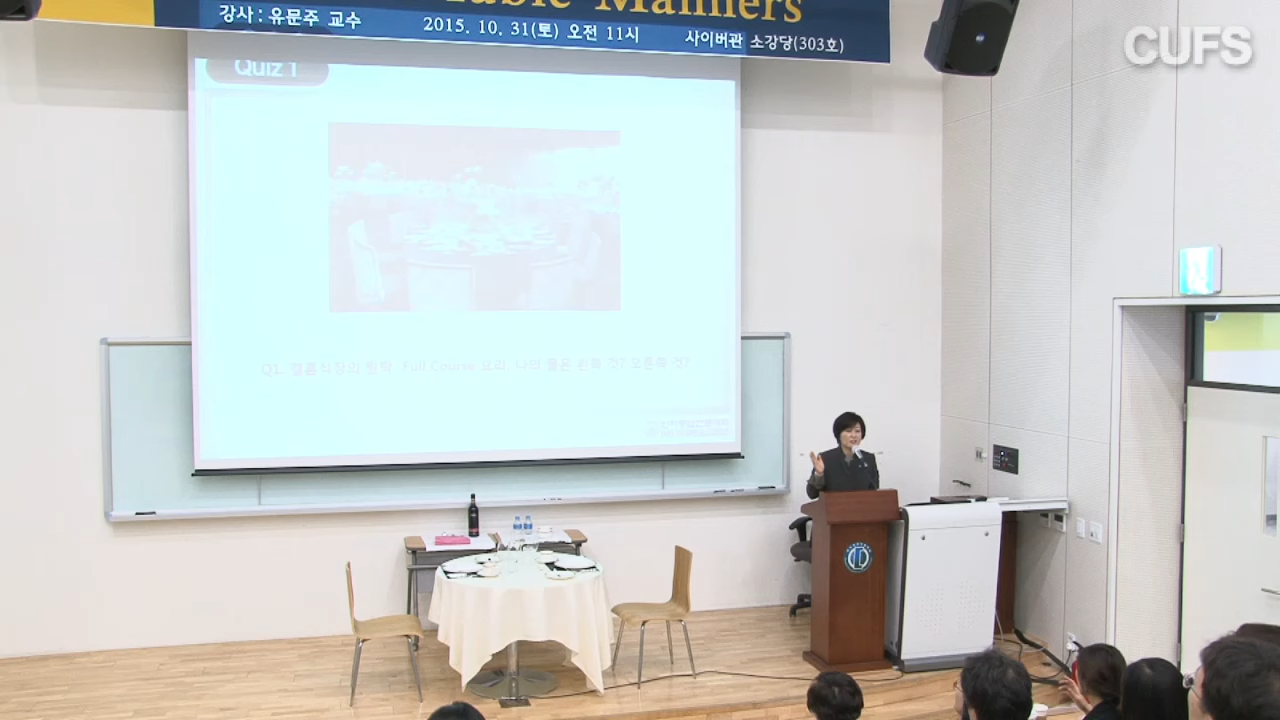 Table Manners
강사 : 유문주 교수 2015. 10. 31(토) 오전 11시 사이버관 소강당(303호)
CUFS
Quiz 1
Q1. 결혼식장의 원탁. Full Course 요리, 나의 물은 왼쪽 것? 오른쪽 것?